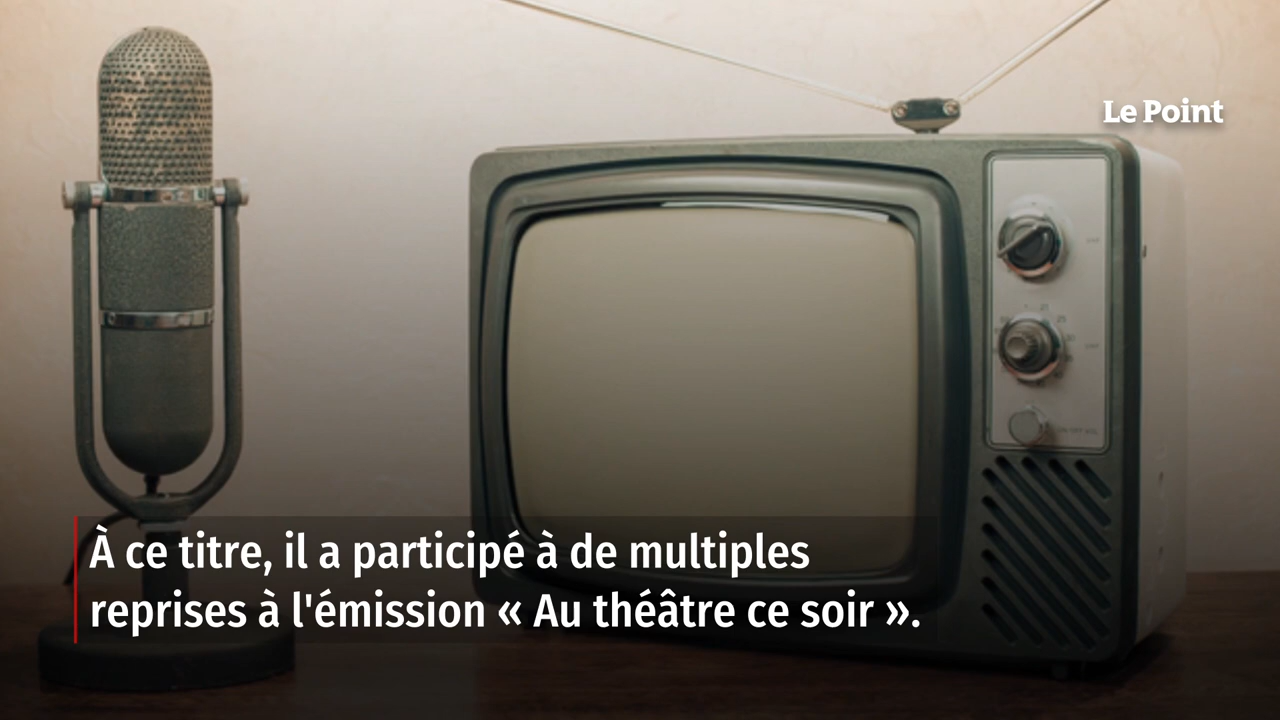 Le Point
À ce titre, il a participé à de multiples
reprises à l'émission « Au théâtre ce soir ».